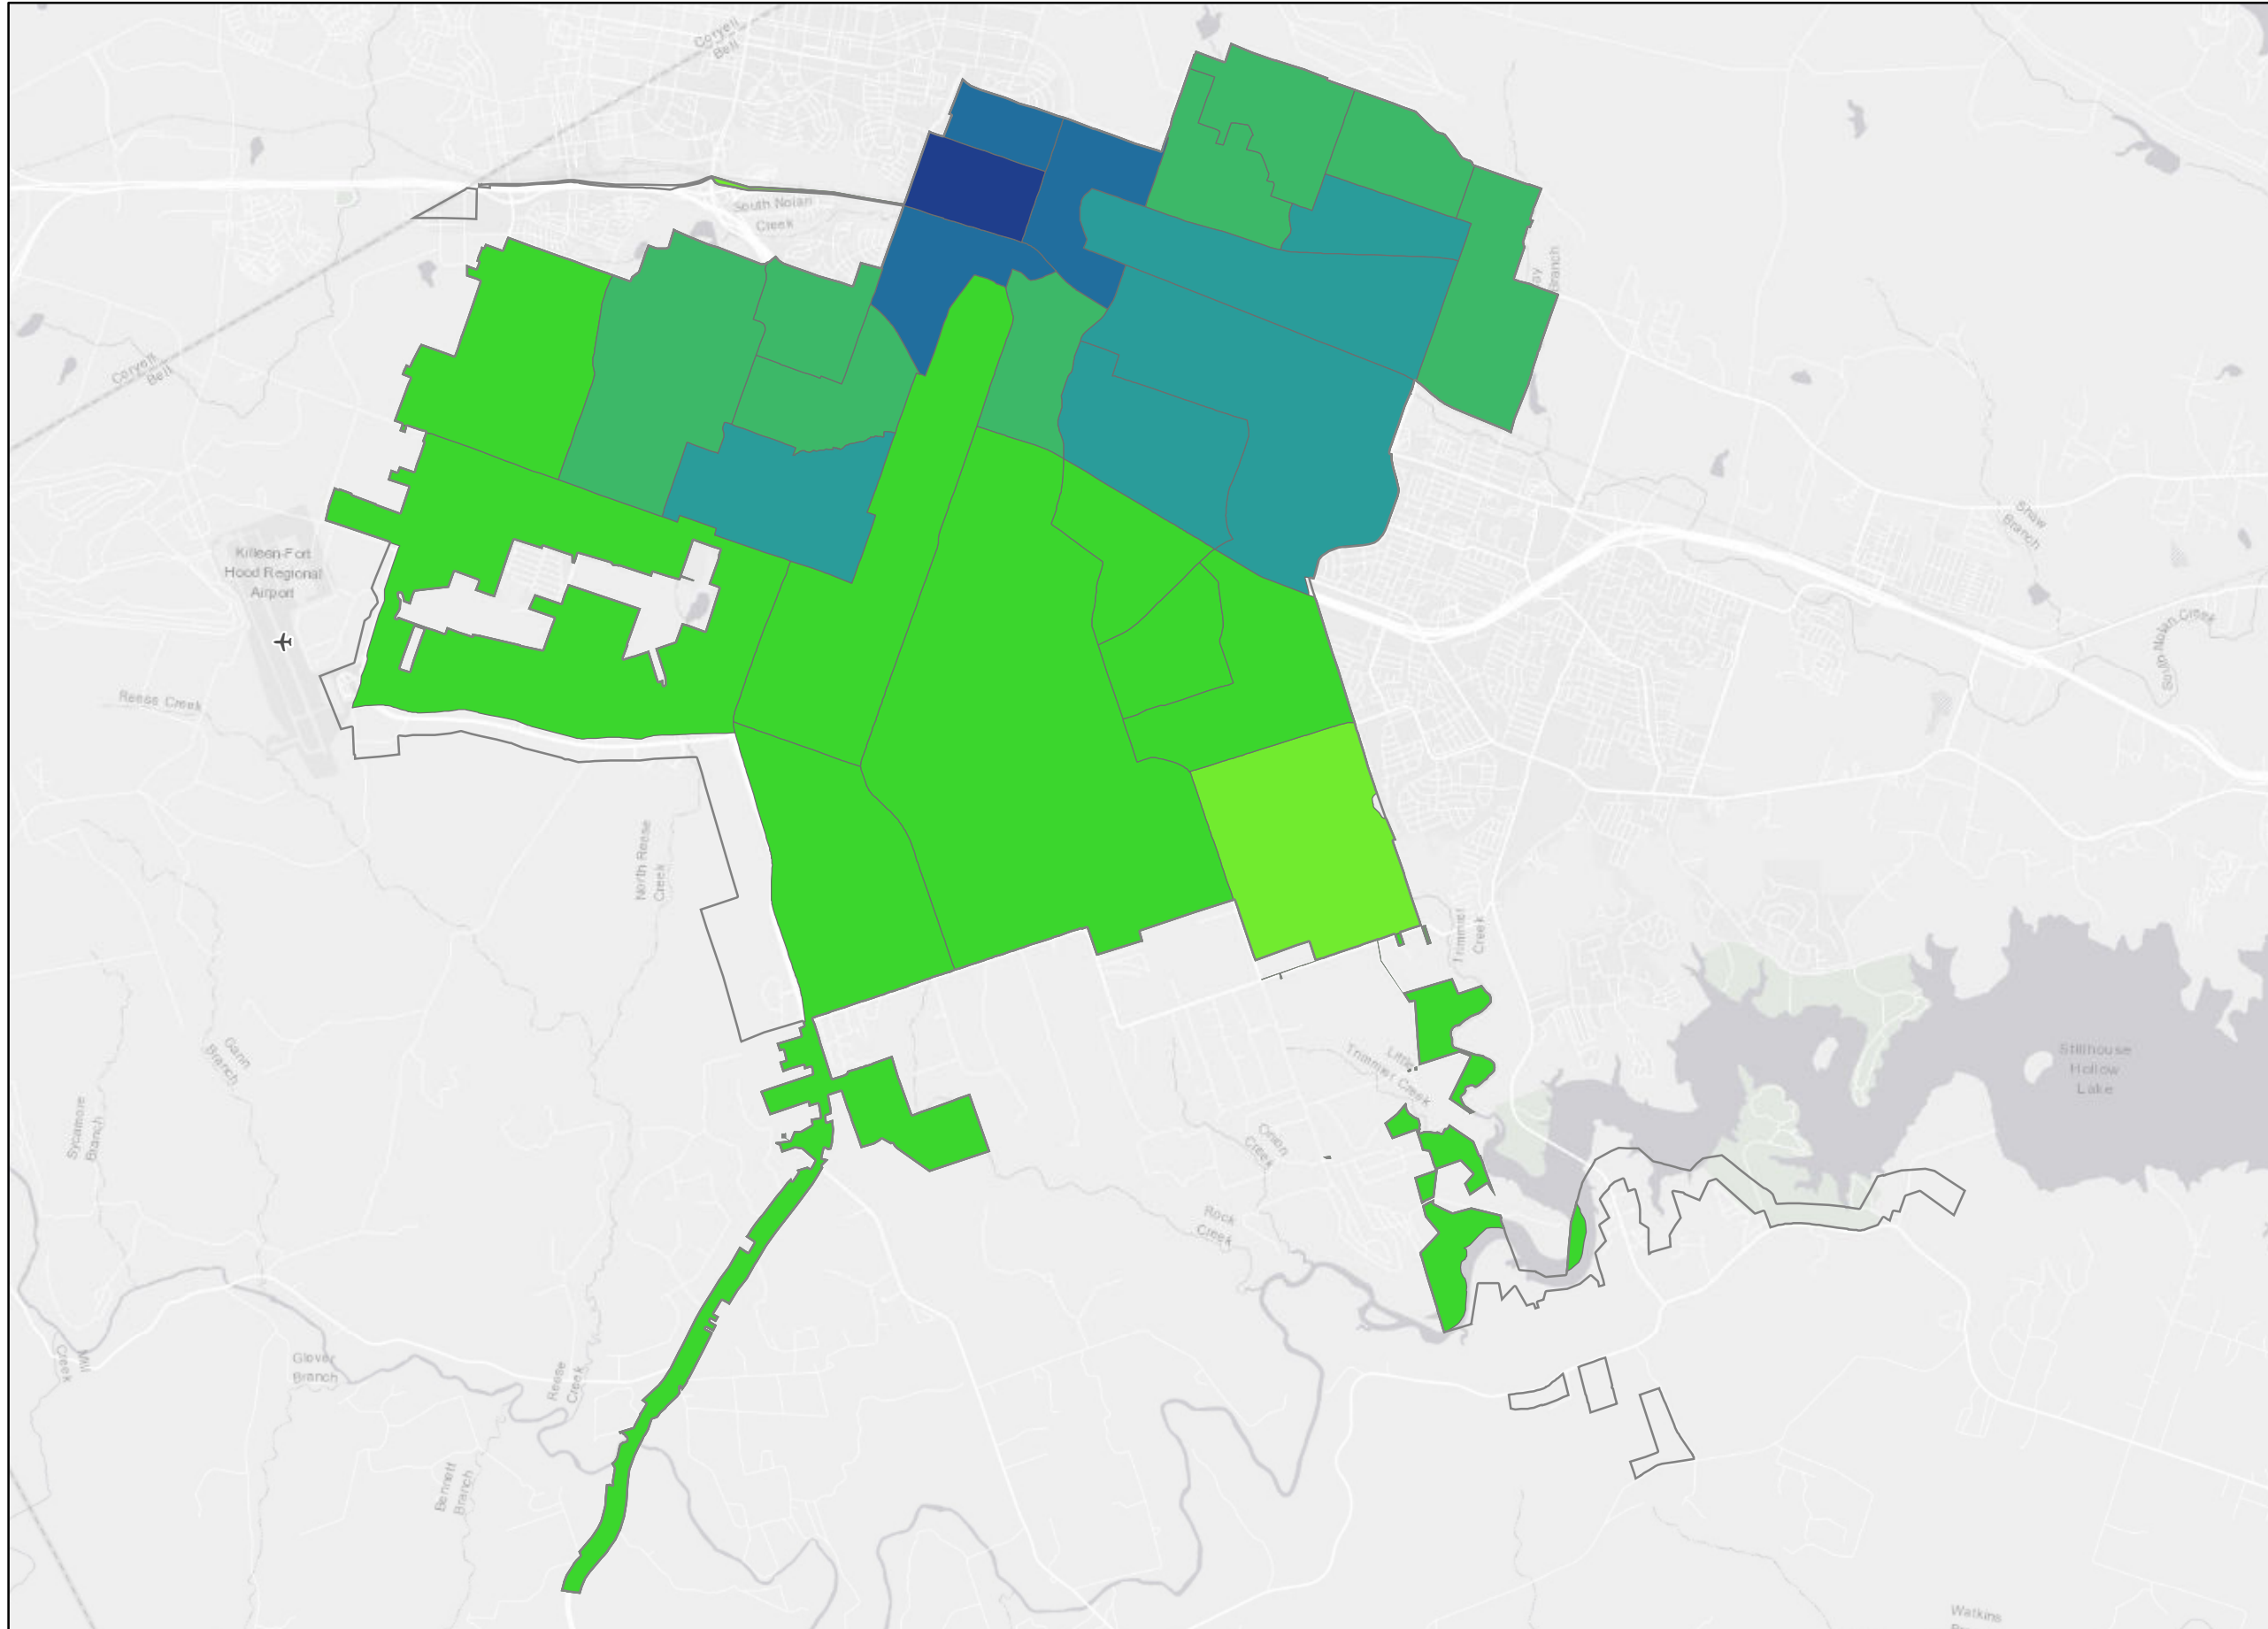 Coryell
Bell
South Nolan
Creek
Coryell
Bell
Branch
Shaw
Branch
Killeen-Fort
Hood Regional
Airport
South Nolan Creek
Reese Creek
North Reese
Creek
Trimmier
Creek
Stillhouse
Hollow
Lake
Gann
Branch
Little
Trimmier Creek
Sycamore
Branch
Onion
Creek
Rock
Creek
Mill
Creek
Glover
Branch
Reese
Creek
Bennett
Branch
Watkins